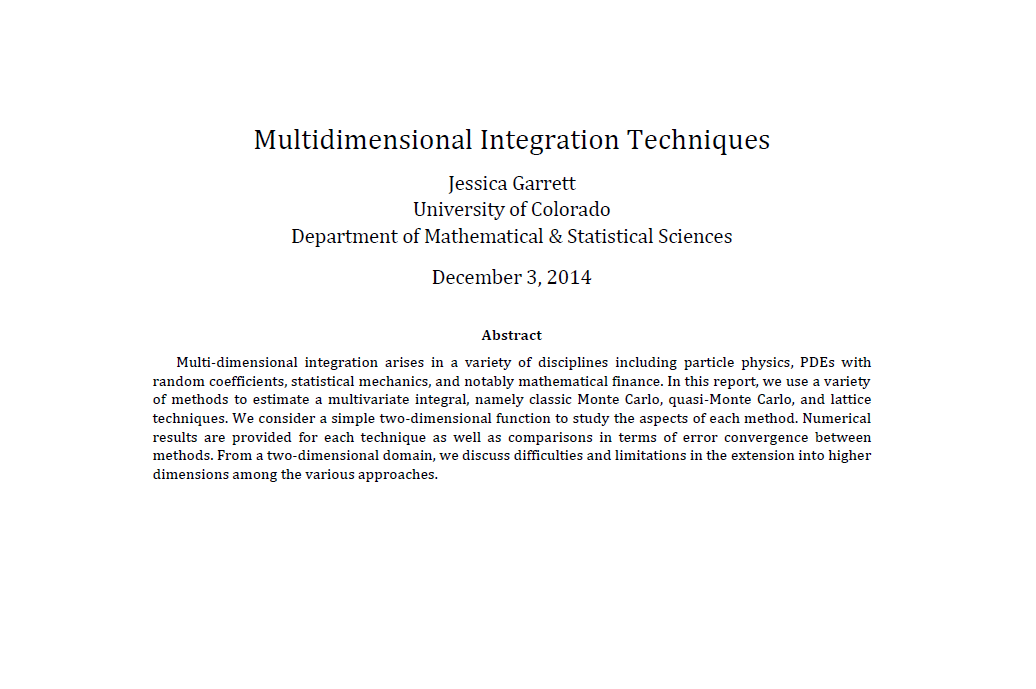 Multidimensional Integration Techniques
Jessica Garrett
University of Colorado
Department of Mathematical & Statistical Sciences
December 3, 2014
Abstract
Multi-dimensional integration arises in a variety of disciplines including particle physics, PDEs with
random coefficients, statistical mechanics, and notably mathematical finance. In this report, we use a variety
of methods to estimate a multivariate integral, namely classic Monte Carlo, quasi-Monte Carlo, and lattice
techniques. We consider a simple two-dimensional function to study the aspects of each method. Numerical
results are provided for each technique as well as comparisons in terms of error convergence between
methods. From a two-dimensional domain, we discuss difficulties and limitations in the extension into higher
dimensions among the various approaches.